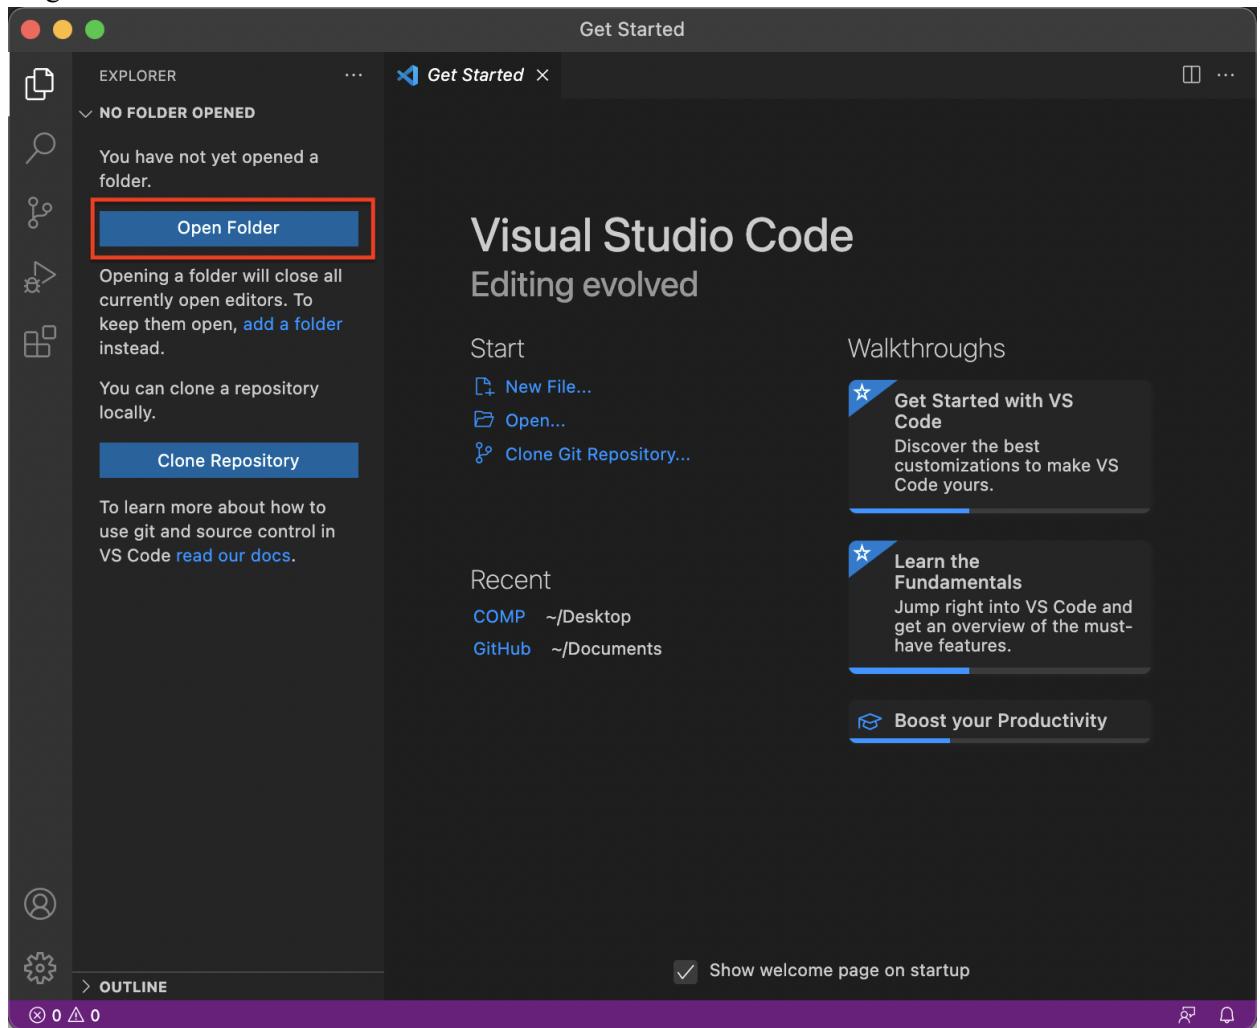 Get Started
EXPLORER
Get Started
NO FOLDER OPENED
You have not yet opened a
folder.
Open Folder
Opening a folder will close all
currently open editors. To
keep them open, add a folder
instead.
You can clone a repository
locally.
Clone Repository
To learn more about how to
use git and source control in
VS Code read our docs.
OUTLINE
Visual Studio Code
Editing evolved
Start
New File...
Open...
Clone Git Repository...
Recent
COMP ~/Desktop
GitHub ~/Documents
Walkthroughs
Get Started with VS
Code
Discover the best
customizations to make VS
Code yours.
Learn the
Fundamentals
Jump right into VS Code and
get an overview of the must-
have features.
Boost your Productivity
Show welcome page on startup
0 0